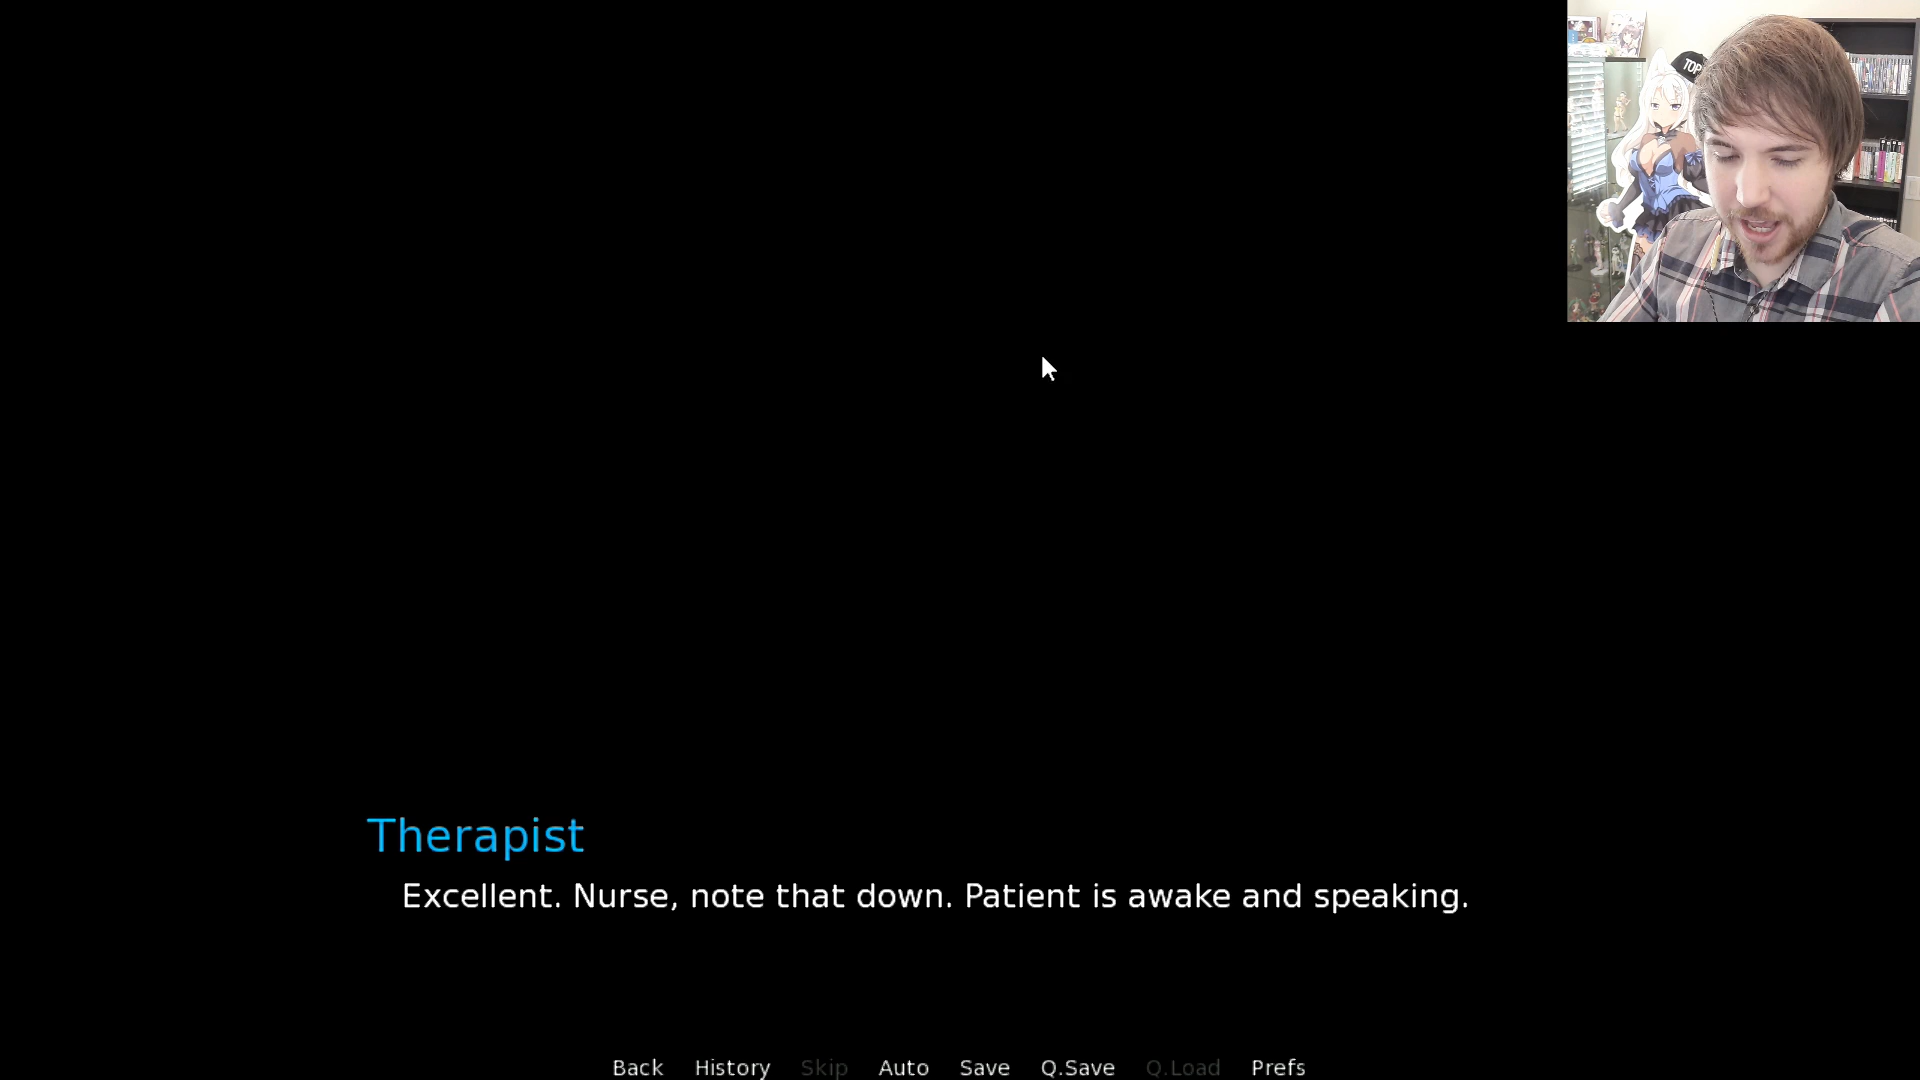 TOP
Therapist
Excellent. Nurse, note that down. Patient is awake and speaking.
Back History Skip Auto Save Q.Save Q.Load Prefs